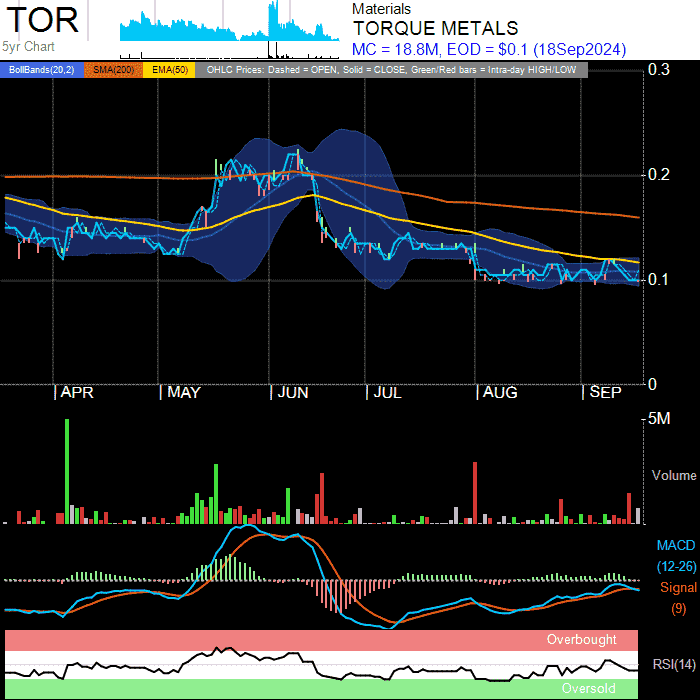 TOR
5yr Chart
Materials
TORQUE METALS
MC = 18.8M, EOD = $0.1 (18Sep2024)
BollBands(20,2) SMA(200) EMA(50) OHLC Prices: Dashed = OPEN, Solid = CLOSE, Green/Red bars = Intra-day HIGH/LOW
0.3
0.2
0.1
0
APR MAY JUN JUL AUG SEP
5M
Volume
MACD
(12-26)
Signal
(9)
Overbought
RSI(14)
Oversold